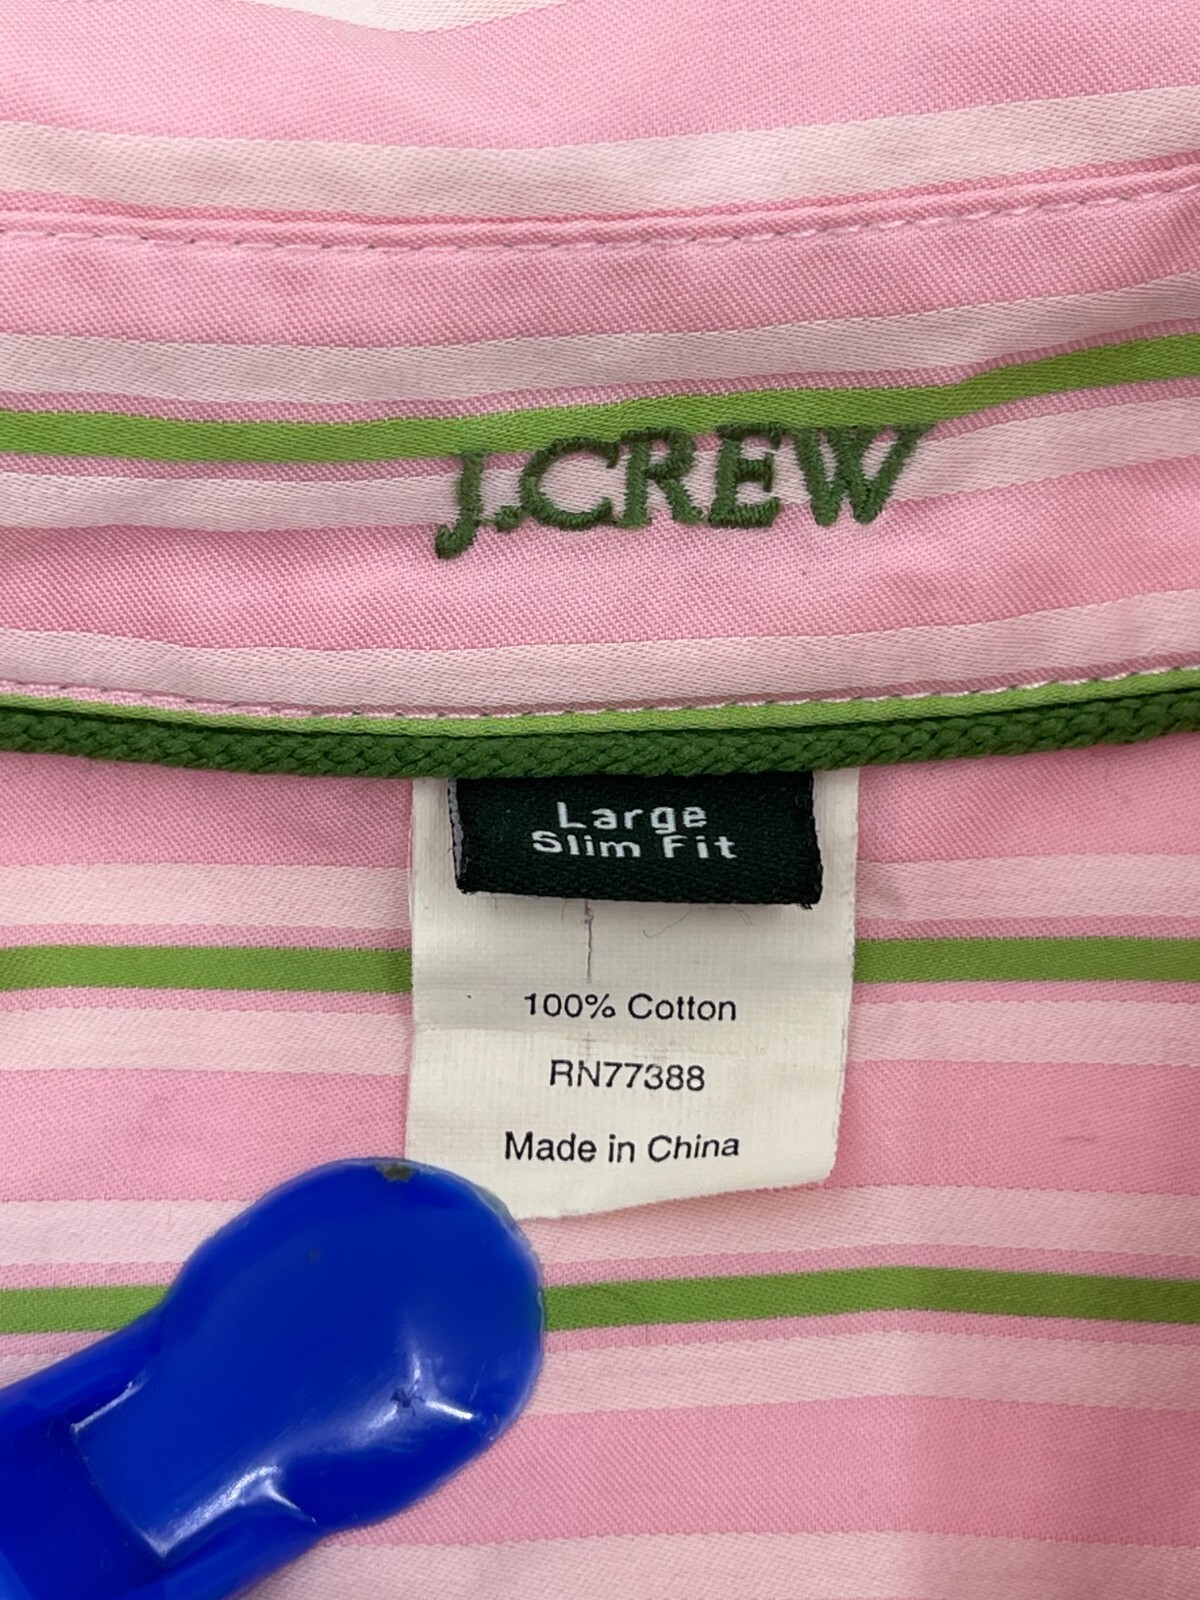 J.CREW
Large
Slim Fit
100% Cotton
RN77388
Made in China